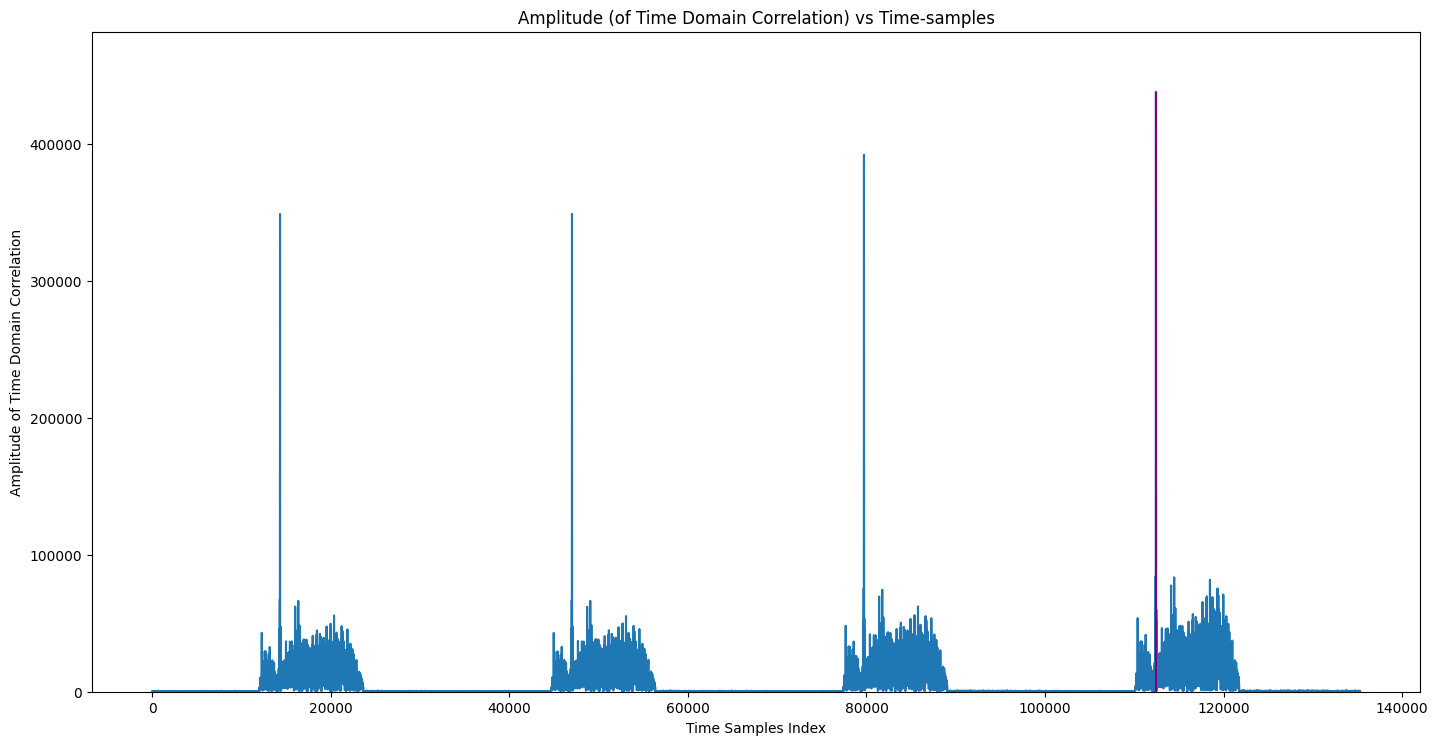 Amplitude (of Time Domain Correlation) vs Time-samples
Amplitude of Time Domain Correlation
400000
300000
200000
100000
0
0 20000 40000 60000 80000 100000 120000 140000
Time Samples Index